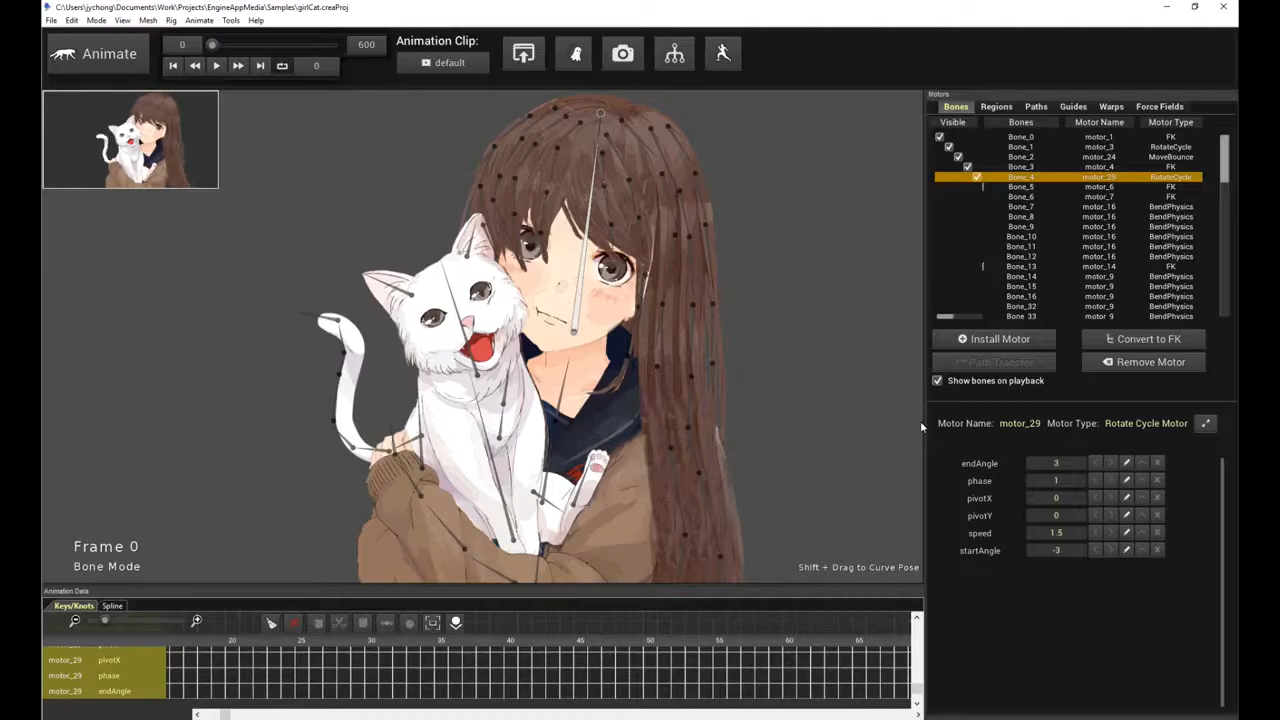 C:\Users\jychong\Documents\Work\Projects\EngineAppMedia\Samples\girlCat.creaProj
File Edit Mode View Mesh Rig Animate Tools Help
Animate
0 600
0
Animation Clip:
default
Motors
Bones Regions Paths Guides Warps Force Fields
Visible Bones Motor Name Motor Type
Bone_0 motor_1 FK
Bone_1 motor_3 RotateCycle
Bone_2 motor_24 MoveBounce
Bone_3 motor_4 FK
Bone_4 motor_29 RotateCycle
Bone_5 motor_6 FK
Bone_6 motor_7 FK
Bone_7 motor_16 BendPhysics
Bone_8 motor_16 BendPhysics
Bone_9 motor_16 BendPhysics
Bone_10 motor_16 BendPhysics
Bone_11 motor_16 BendPhysics
Bone_12 motor_16 BendPhysics
Bone_13 motor_14 FK
Bone_14 motor_9 BendPhysics
Bone_15 motor_9 BendPhysics
Bone_16 motor_9 BendPhysics
Bone_32 motor_9 BendPhysics
Bone_33 motor_9 BendPhysics
Install Motor Convert to FK
Path Transfer Remove Motor
Show bones on playback
Motor Name: motor_29 Motor Type: Rotate Cycle Motor
endAngle 3
phase 1
pivotX 0
pivotY 0
speed 1.5
startAngle -3
Frame 0
Bone Mode
Shift + Drag to Curve Pose
Animation Data
Keys/Knots Spline
20 25 30 35 40 45 50 55 60 65
motor_29 pivotX
motor_29 phase
motor_29 endAngle